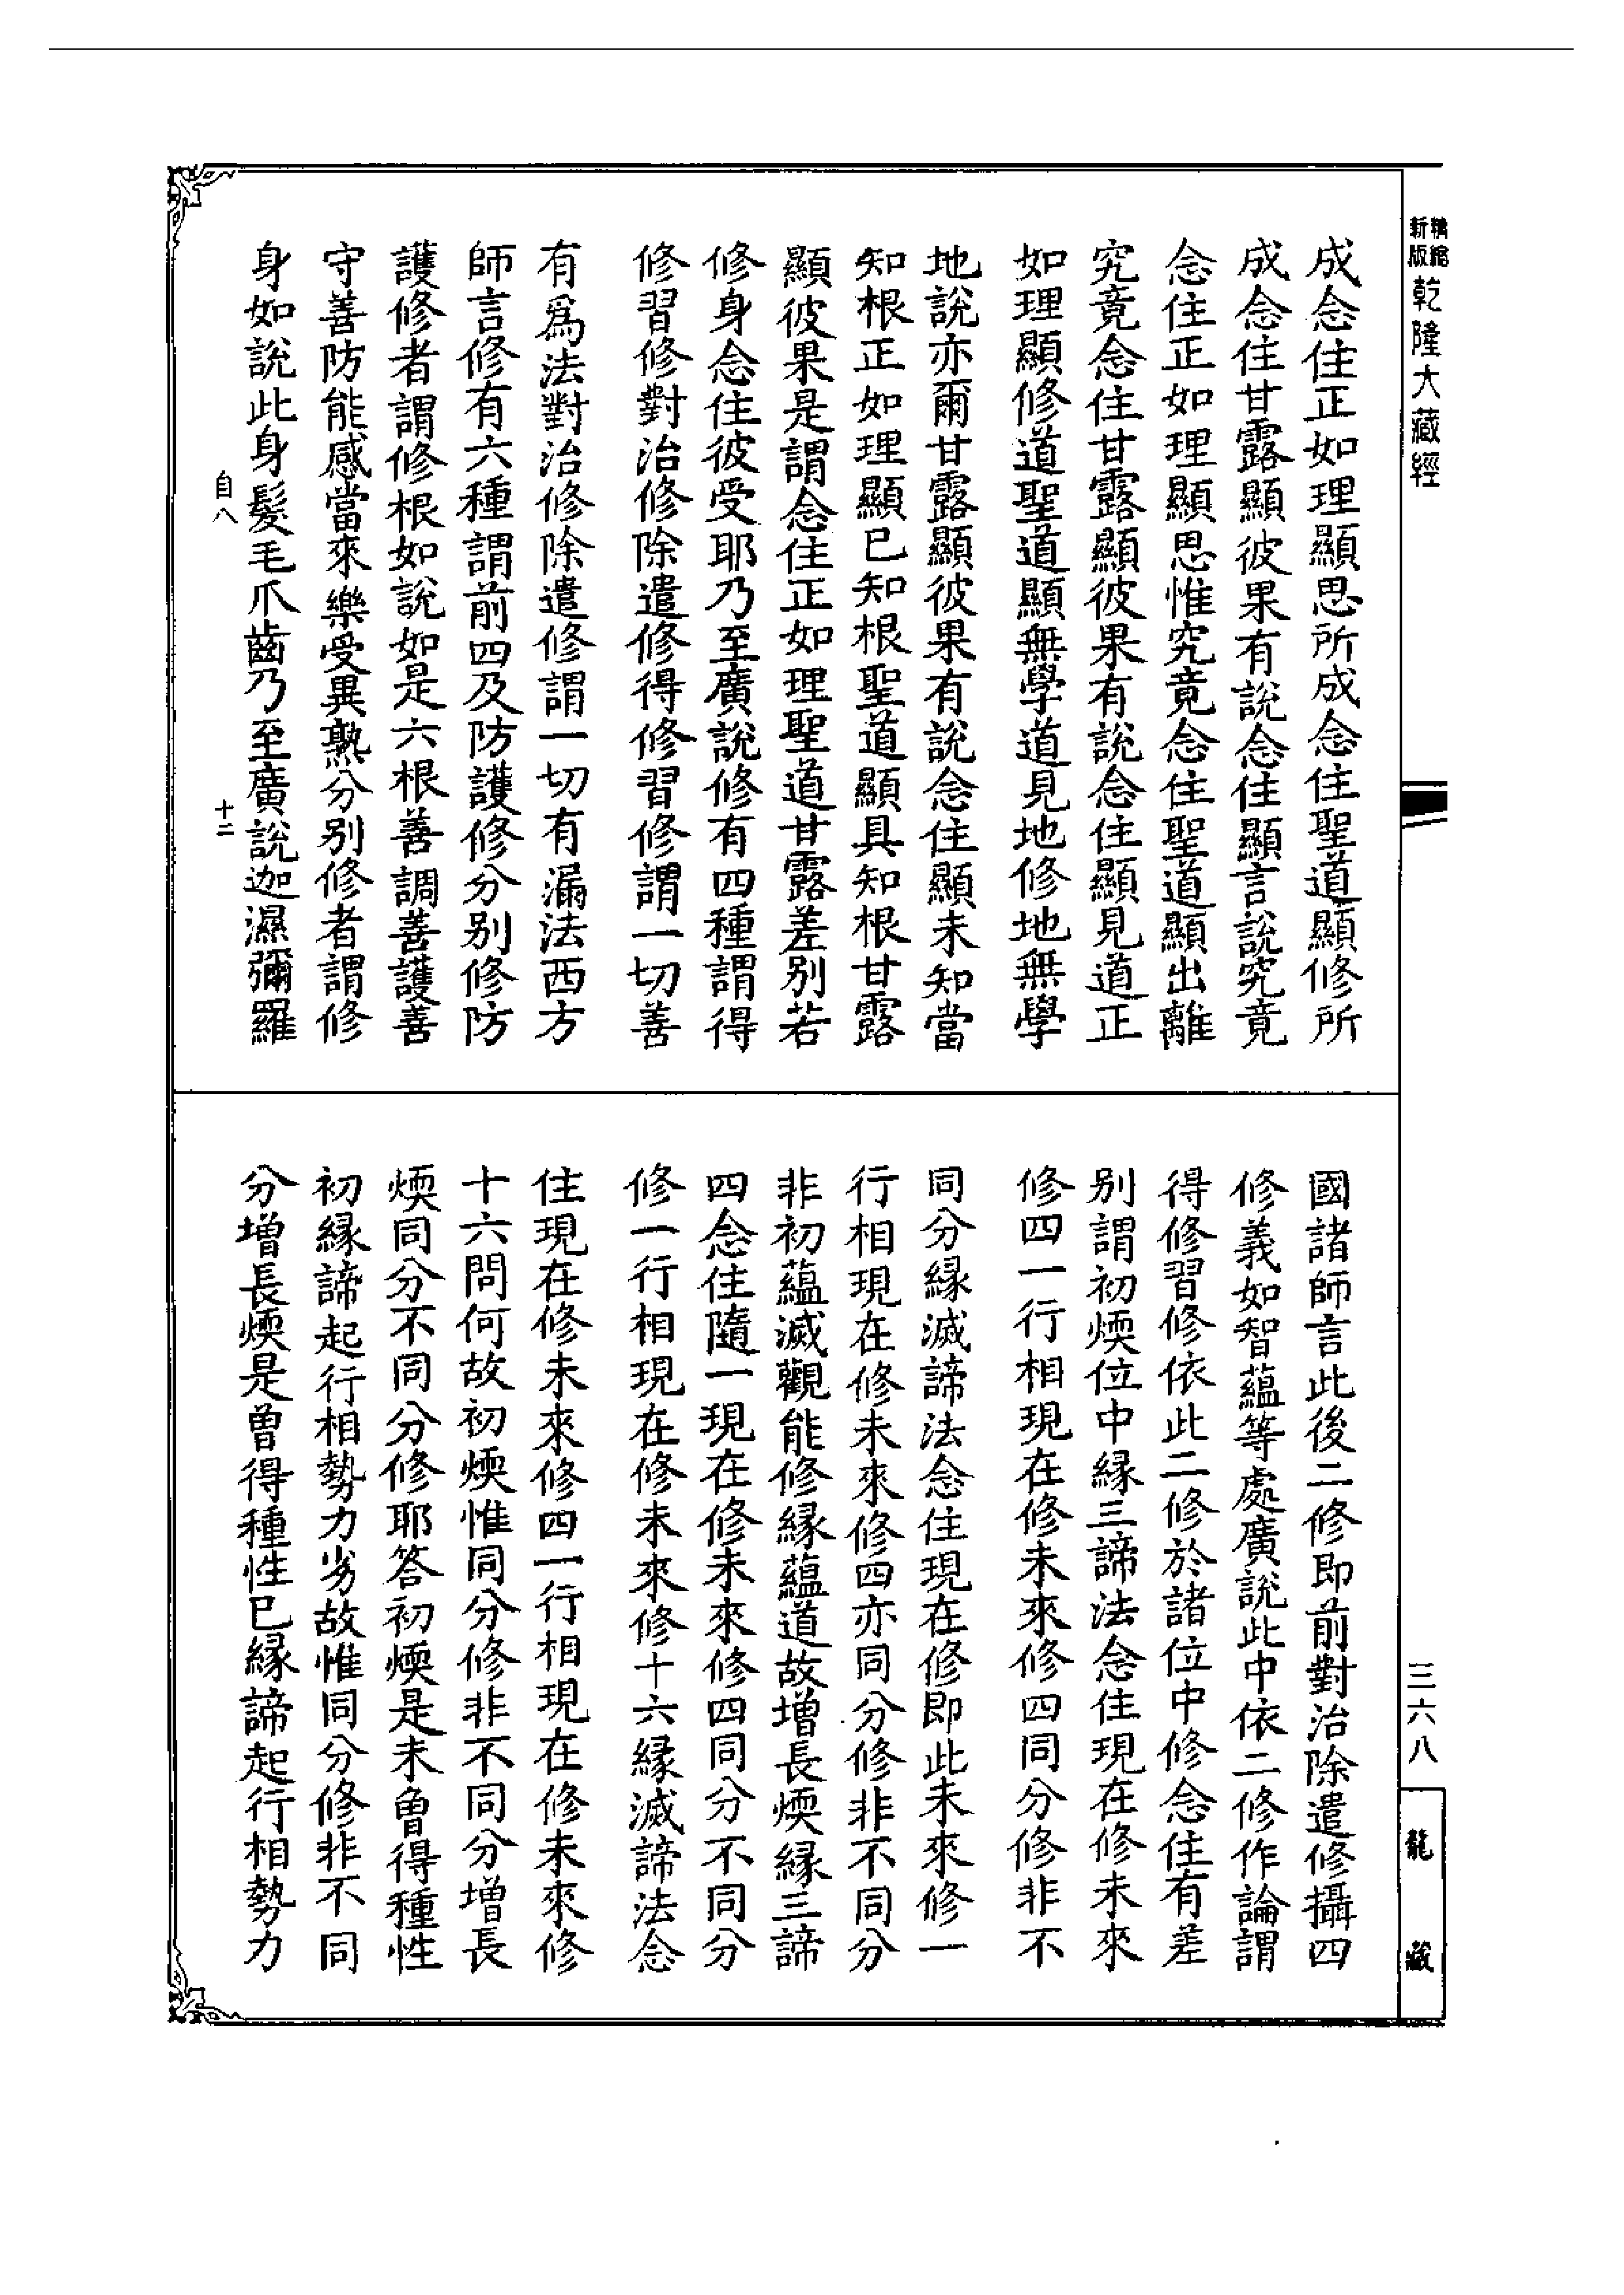 精縮新版 乾隆大藏經
成念住正如理顯思所成念住聖道顯修所
成念住甘露顯彼果有說念住顯言說究竟
念住正如理顯思惟究竟念住聖道顯出離
究竟念住甘露顯彼果有說念住顯見道正
如理顯修道聖道顯無學道見地修地無學
地說亦爾甘露顯彼果有說念住顯未知當
知根正如理顯已知根聖道顯具知根甘露
顯彼果是謂念住正如理聖道甘露差別若
修身念住彼受耶乃至廣說修有四種謂得
修習修對治修除遣修得修習修謂一切善
有爲法對治修除遣修謂一切有漏法西方
師言修有六種謂前四及防護修分別修防
護修者謂修根如說如是六根善調善護善
守善防能感當來樂受異熟分別修者謂修
身如說此身髮毛爪齒乃至廣說迦濕彌羅
自八 十二
國諸師言此後二修即前對治除遣修攝四
修義如智蘊等處廣說此中依二修作論謂
得修習修依此二修於諸位中修念住有差
別謂初煗位中緣三諦法念住現在修未來
修四一行相現在修未來修四同分修非不
同分緣滅諦法念住現在修即此未來修一
行相現在修未來修四亦同分修非不同分
非初蘊滅觀能修緣蘊道故增長煗緣三諦
四念住隨一現在修未來修四同分不同分
修一行相現在修未來修十六緣滅諦法念
住現在修未來修四一行相現在修未來修
十六問何故初煗惟同分修非不同分增長
煗同分不同分修耶答初煗是未曾得種性
初緣諦起行相勢力劣故惟同分修非不同
分增長煗是曾得種性已緣諦起行相勢力
三六八
龍藏